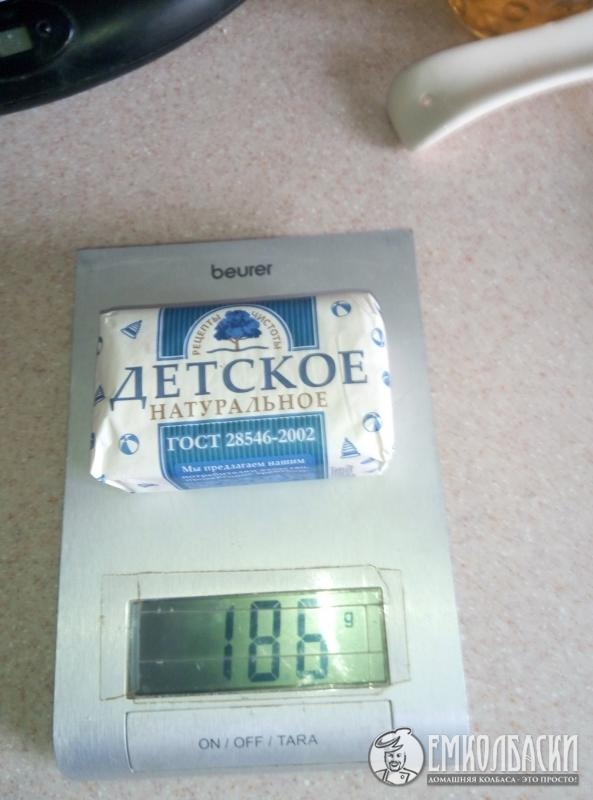 beurer
РЕЦЕПТЫ ЧИСТОТЫ
ДЕТСКОЕ
НАТУРАЛЬНОЕ
ГОСТ 28546-2002
Мы предлагаем нашим
186 g
ON / OFF / TARA
ЕМКОЛБАСКИ
ДОМАШНЯЯ КОЛБАСА - ЭТО ПРОСТО!